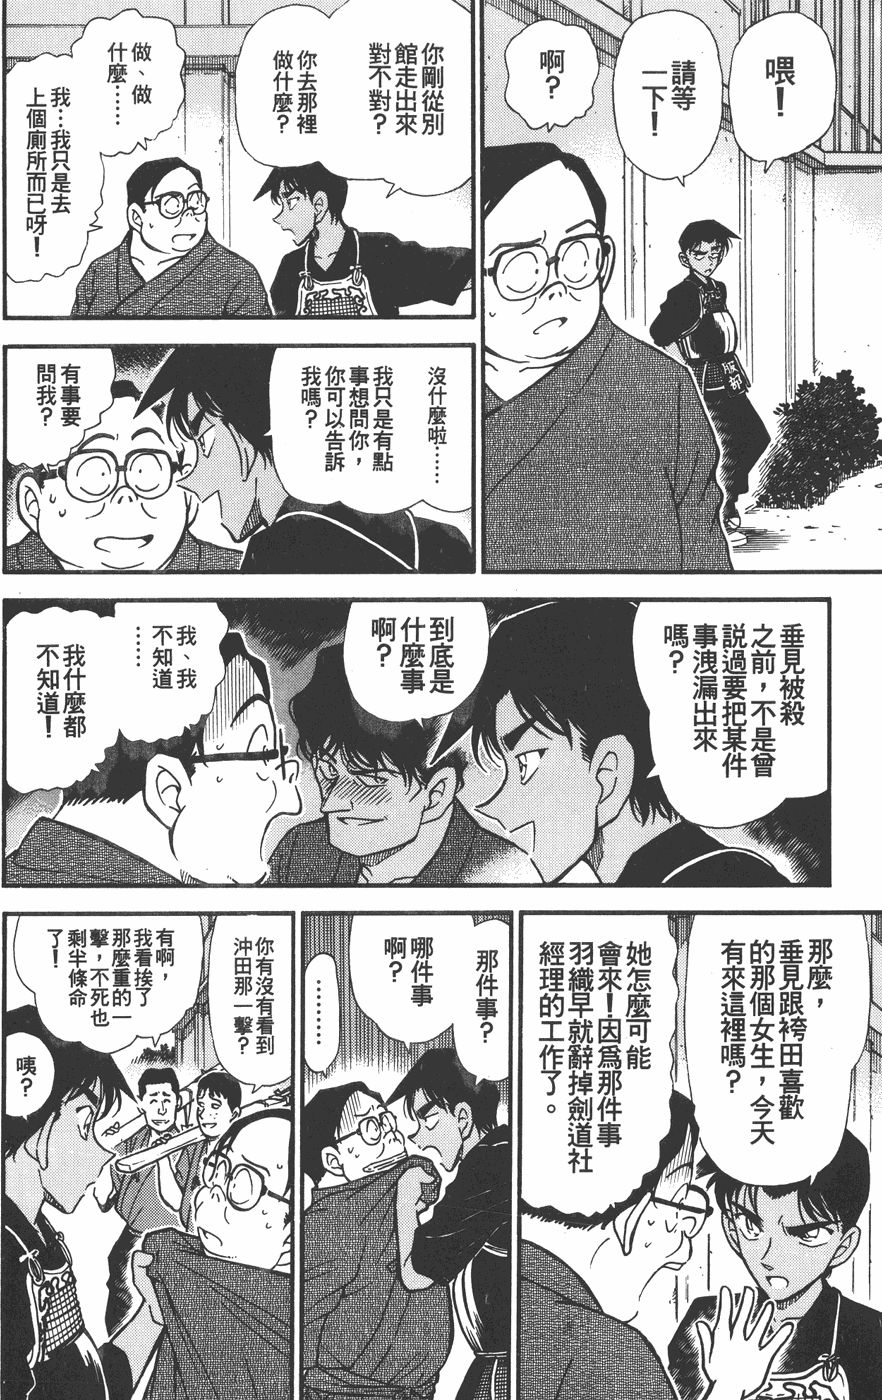 喂！
請等
一下！
啊？
服部
你剛從別
館走出來
對不對？
你去那裡
做什麼？
做、做
什麼……
我…我只是去
上個廁所而已呀！
沒什麼啦……
我只是有點
事想問你，
你可以告訴
我嗎？
有事要
問我？
垂見被殺
之前，不是曾
說過要把某件
事洩漏出來
嗎？
到底是
什麼事
啊？
我、我
不知道
……
我什麼都
不知道！
那麼，
垂見跟袴田喜歡
的那個女生，今天
有來這裡嗎？
她怎麼可能
會來！因爲那件事
羽織早就辭掉劍道社
經理的工作了。
那件事？
哪件事
啊？
……
你有沒有看到
沖田那一擊？
有啊，
我看挨了
那麼重的一
擊，不死也
剩半條命
了！
咦？